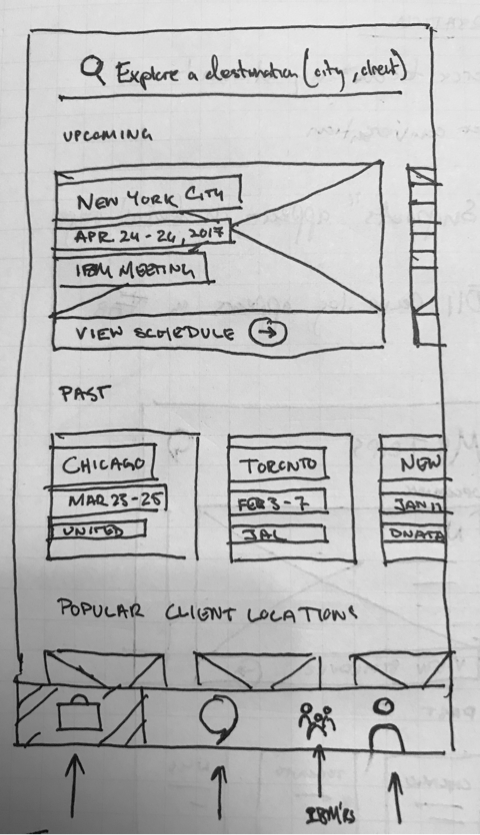 Explore a destination (city, client)
UPCOMING
NEW YORK CITY
APR 24-26, 2017
IBM MEETING
VIEW SCHEDULE
PAST
CHICAGO
MAR 23-25
UNITED
TORONTO
FEB 3-7
JAL
NEW
JAN 11
DNATA
POPULAR CLIENT LOCATIONS
IBM'RS